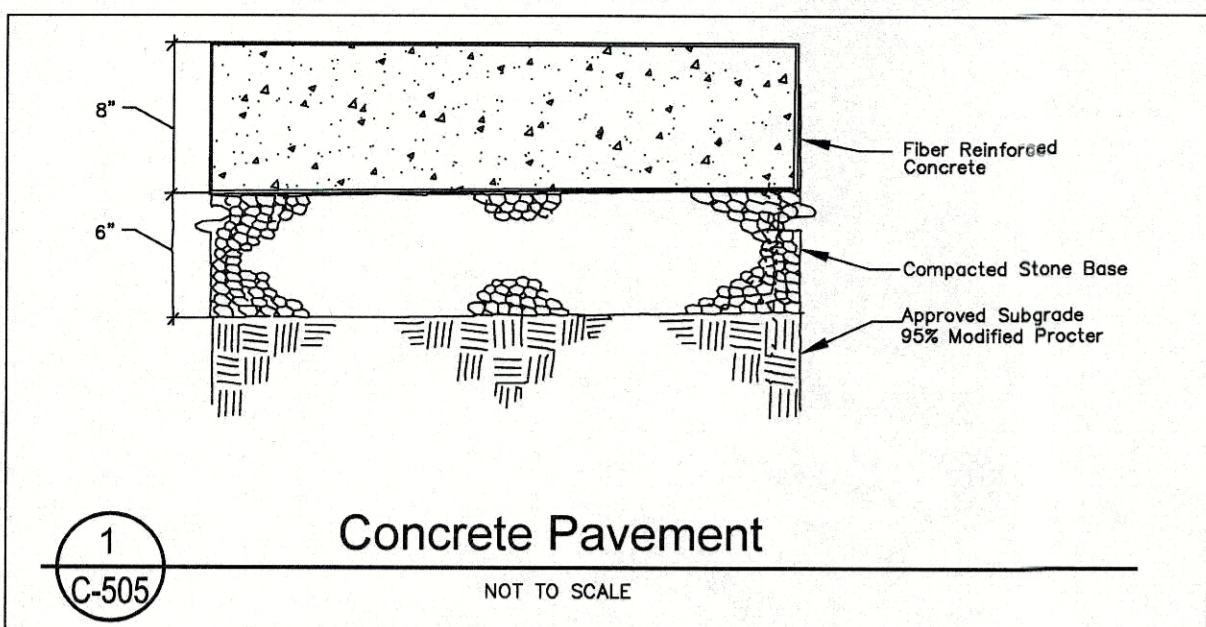 8"
Fiber Reinforced
Concrete
6"
Compacted Stone Base
Approved Subgrade
95% Modified Procter
1
C-505
Concrete Pavement
NOT TO SCALE